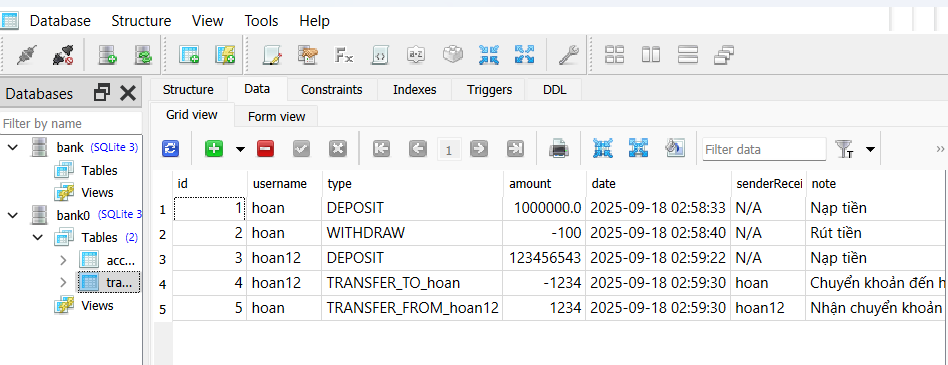 Database Structure View Tools Help
Databases
Filter by name
bank (SQLite 3)
Tables
Views
bank0 (SQLite 3
Tables (2)
acc...
tra...
Views
Structure Data Constraints Indexes Triggers DDL
Grid view Form view
1 Filter data »
id username type amount date senderRecei note
1 1 hoan DEPOSIT 1000000.0 2025-09-18 02:58:33 N/A Nạp tiền
2 2 hoan WITHDRAW -100 2025-09-18 02:58:40 N/A Rút tiền
3 3 hoan12 DEPOSIT 123456543 2025-09-18 02:59:22 N/A Nạp tiền
4 4 hoan12 TRANSFER_TO_hoan -1234 2025-09-18 02:59:30 hoan Chuyển khoản đến h
5 5 hoan TRANSFER_FROM_hoan12 1234 2025-09-18 02:59:30 hoan12 Nhận chuyển khoản